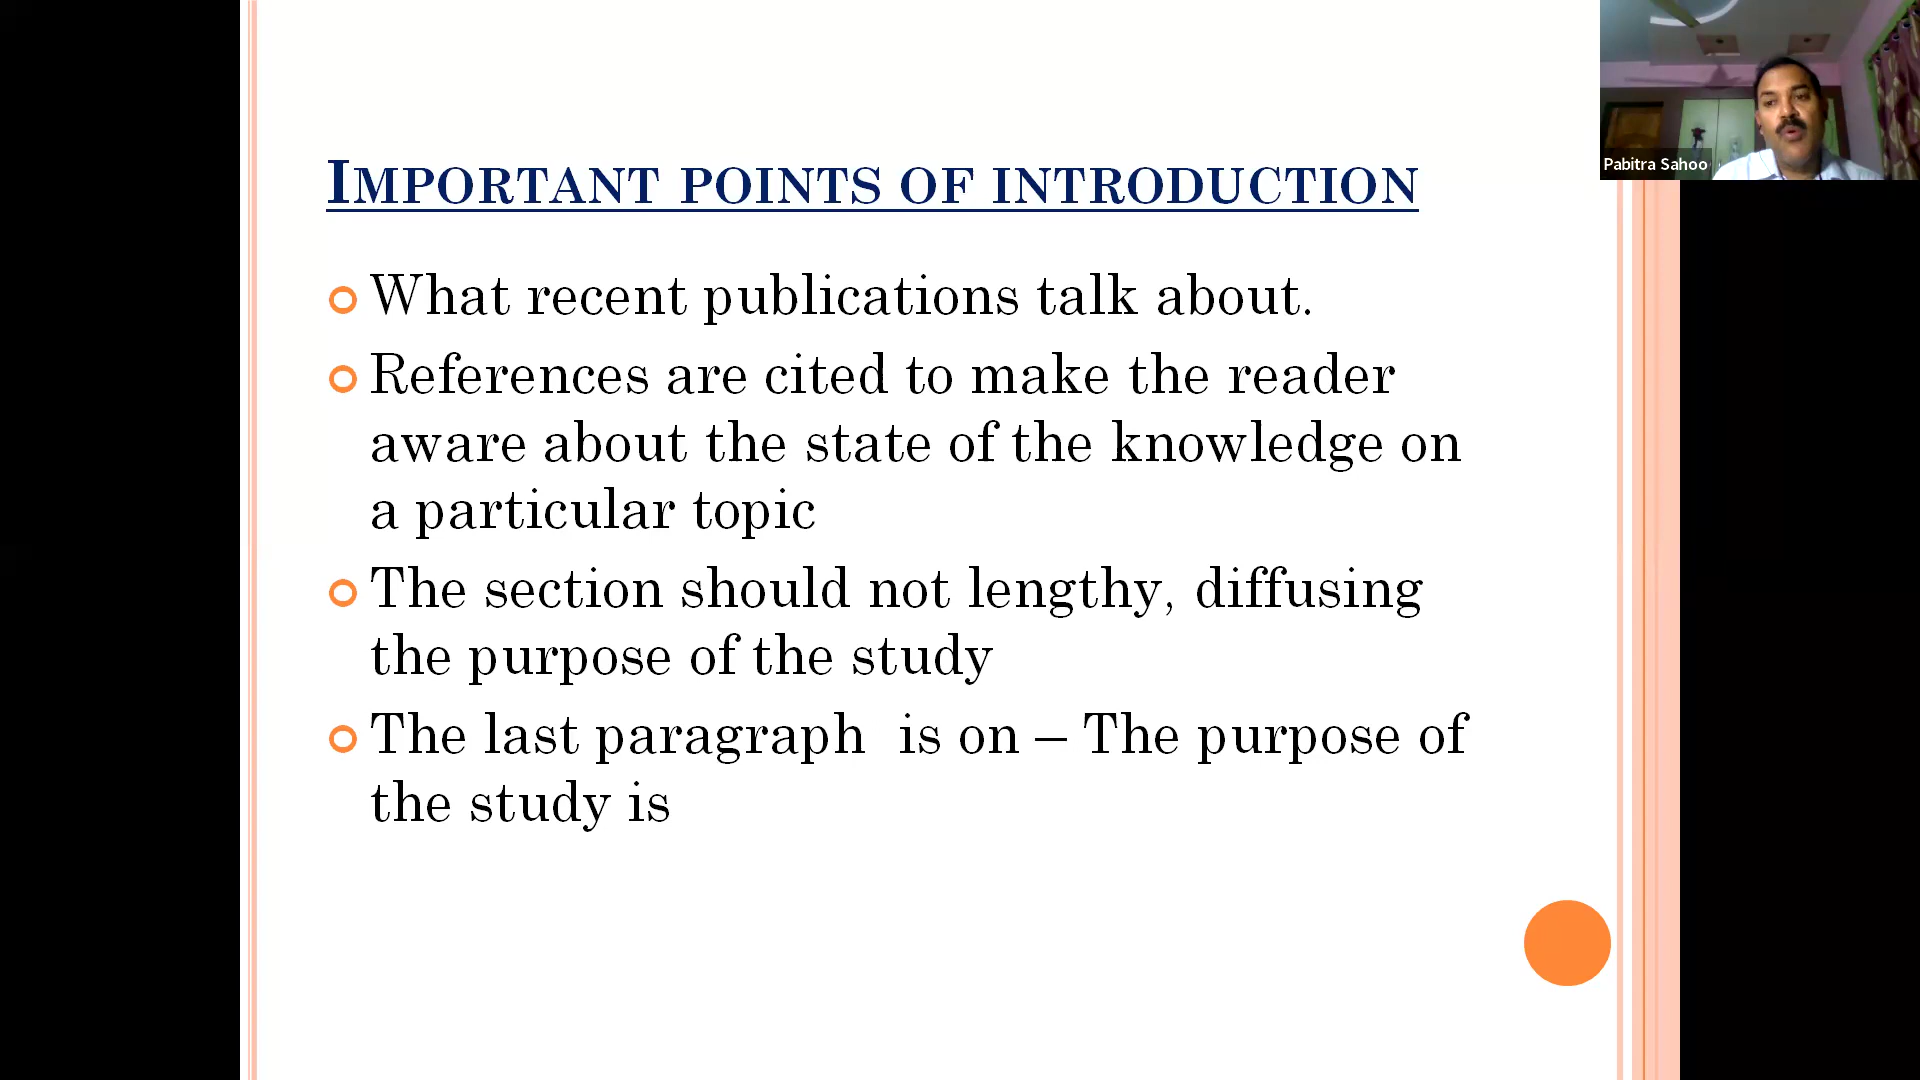 IMPORTANT POINTS OF INTRODUCTION
What recent publications talk about.
References are cited to make the reader
aware about the state of the knowledge on
a particular topic
The section should not lengthy, diffusing
the purpose of the study
The last paragraph  is on – The purpose of
the study is
Pabitra Sahoo